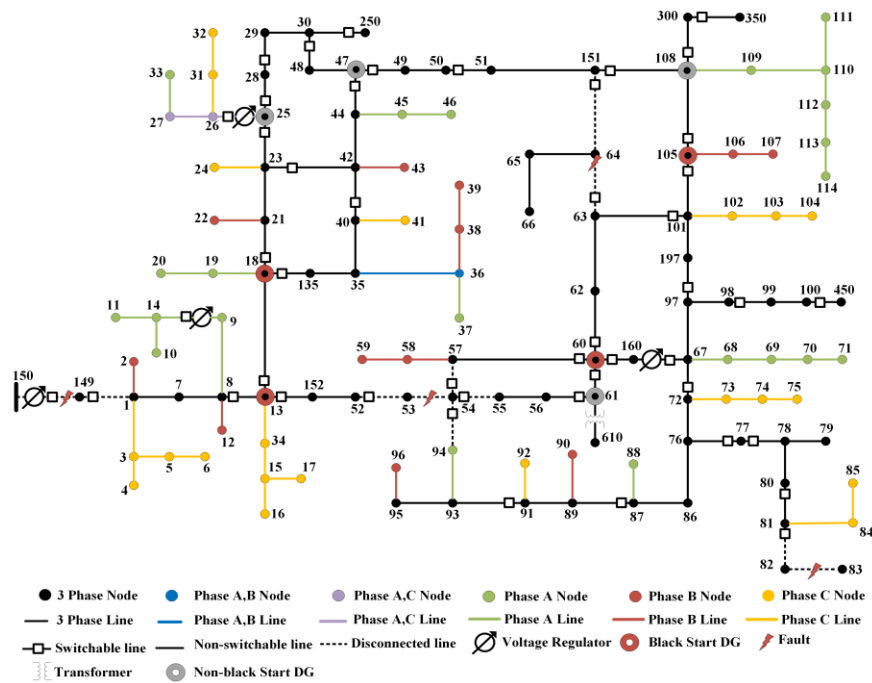 32 29 30 250 300 350 111
33 31 28 48 47 49 50 51 151 108 109 110
27 26 25 44 45 46 112
113
24 23 42 43 65 64 105 106 107
114
22 21 39 66
40 41 38 63 101 102 103 104
20 19 18 135 35 36 197
37 62 97 98 99 100 450
11 14 9
10 59 58 57 60 160 67 68 69 70 71
2
150 149 1 7 8 13 152 52 53 54 55 56 61 72 73 74 75
12 34 94 610 76 77 78 79
3 5 6 15 17 96 92 90 88
4 16 95 93 91 89 87 86 80 85
81 84
82 83
3 Phase Node Phase A,B Node Phase A,C Node Phase A Node Phase B Node Phase C Node
3 Phase Line Phase A,B Line Phase A,C Line Phase A Line Phase B Line Phase C Line
Switchable line Non-switchable line Disconnected line Voltage Regulator Black Start DG Fault
Transformer Non-black Start DG